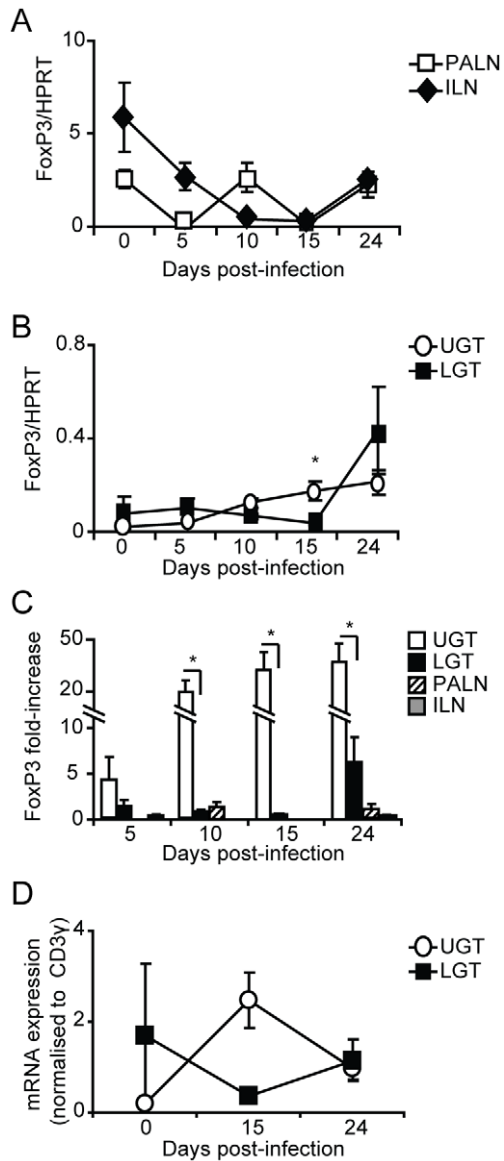 A
10
5
0
FoxP3/HPRT
PALN
ILN
0 5 10 15 24
Days post-infection
B
0.8
0.4
0
FoxP3/HPRT
UGT
LGT
*
0 5 10 15 24
Days post-infection
C
50
20
10
5
0
FoxP3 fold-increase
* * *
UGT
LGT
PALN
ILN
5 10 15 24
Days post-infection
D
4
2
0
mRNA expression
(normalised to CD3γ)
UGT
LGT
0 15 24
Days post-infection